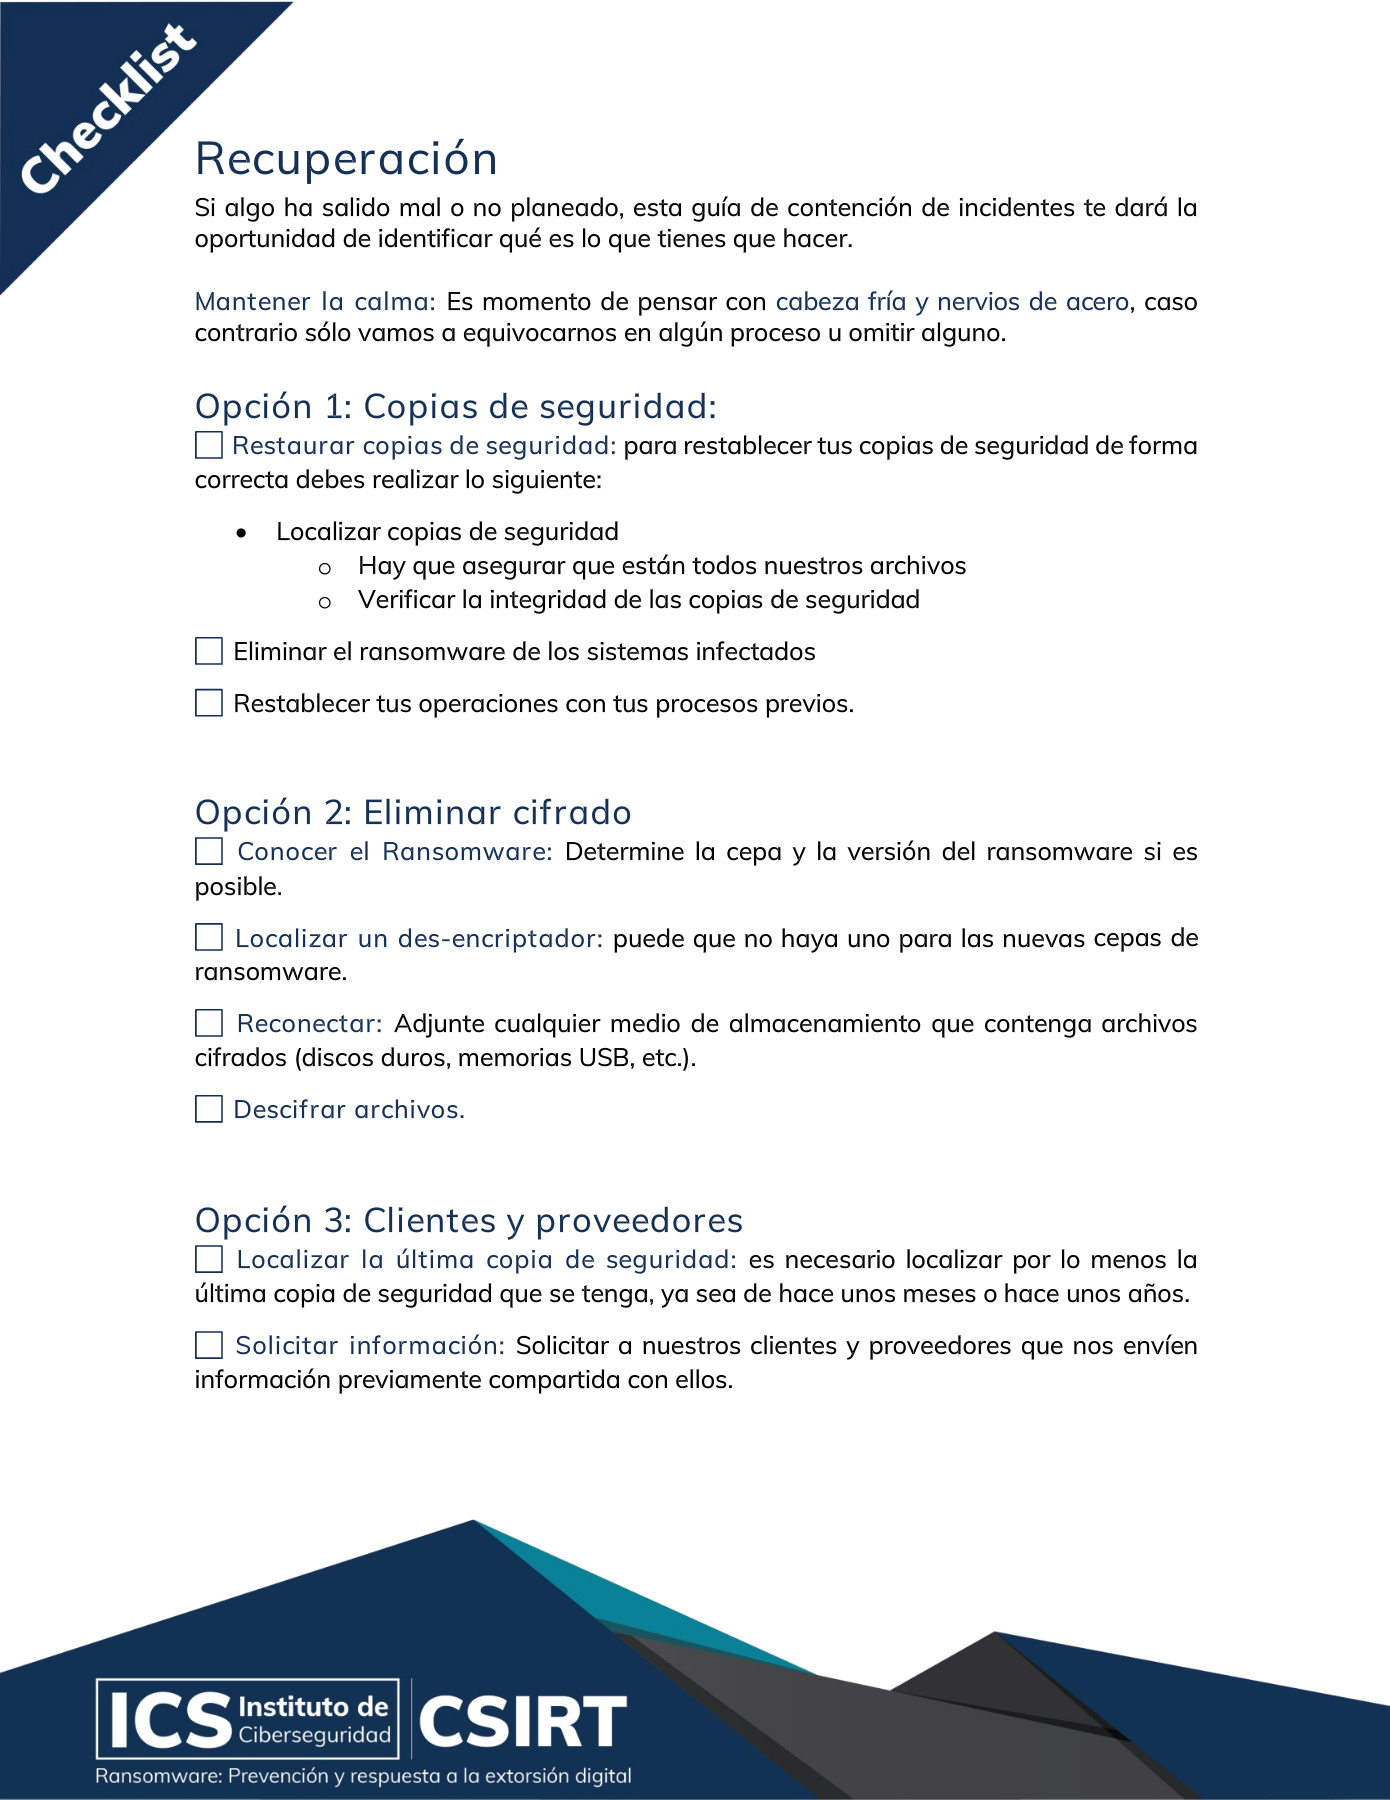 Checklist
Recuperación
Si algo ha salido mal o no planeado, esta guía de contención de incidentes te dará la
oportunidad de identificar qué es lo que tienes que hacer.
Mantener la calma: Es momento de pensar con cabeza fría y nervios de acero, caso
contrario sólo vamos a equivocarnos en algún proceso u omitir alguno.
Opción 1: Copias de seguridad:
☐ Restaurar copias de seguridad: para restablecer tus copias de seguridad de forma
correcta debes realizar lo siguiente:
• Localizar copias de seguridad
o Hay que asegurar que están todos nuestros archivos
o Verificar la integridad de las copias de seguridad
☐ Eliminar el ransomware de los sistemas infectados
☐ Restablecer tus operaciones con tus procesos previos.
Opción 2: Eliminar cifrado
☐ Conocer el Ransomware: Determine la cepa y la versión del ransomware si es
posible.
☐ Localizar un des-encriptador: puede que no haya uno para las nuevas cepas de
ransomware.
☐ Reconectar: Adjunte cualquier medio de almacenamiento que contenga archivos
cifrados (discos duros, memorias USB, etc.).
☐ Descifrar archivos.
Opción 3: Clientes y proveedores
☐ Localizar la última copia de seguridad: es necesario localizar por lo menos la
última copia de seguridad que se tenga, ya sea de hace unos meses o hace unos años.
☐ Solicitar información: Solicitar a nuestros clientes y proveedores que nos envíen
información previamente compartida con ellos.
ICS Instituto de
Ciberseguridad
CSIRT
Ransomware: Prevención y respuesta a la extorsión digital